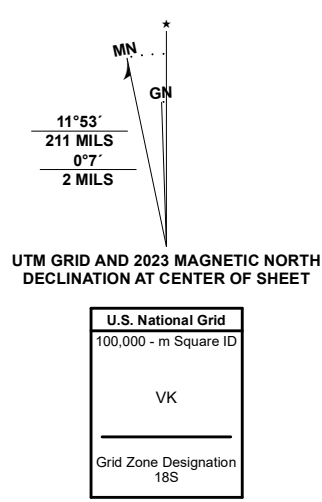 ★
MN
GN
11°53´
211 MILS
0°7´
2 MILS
UTM GRID AND 2023 MAGNETIC NORTH
DECLINATION AT CENTER OF SHEET
U.S. National Grid
100,000 - m Square ID
VK
Grid Zone Designation
18S